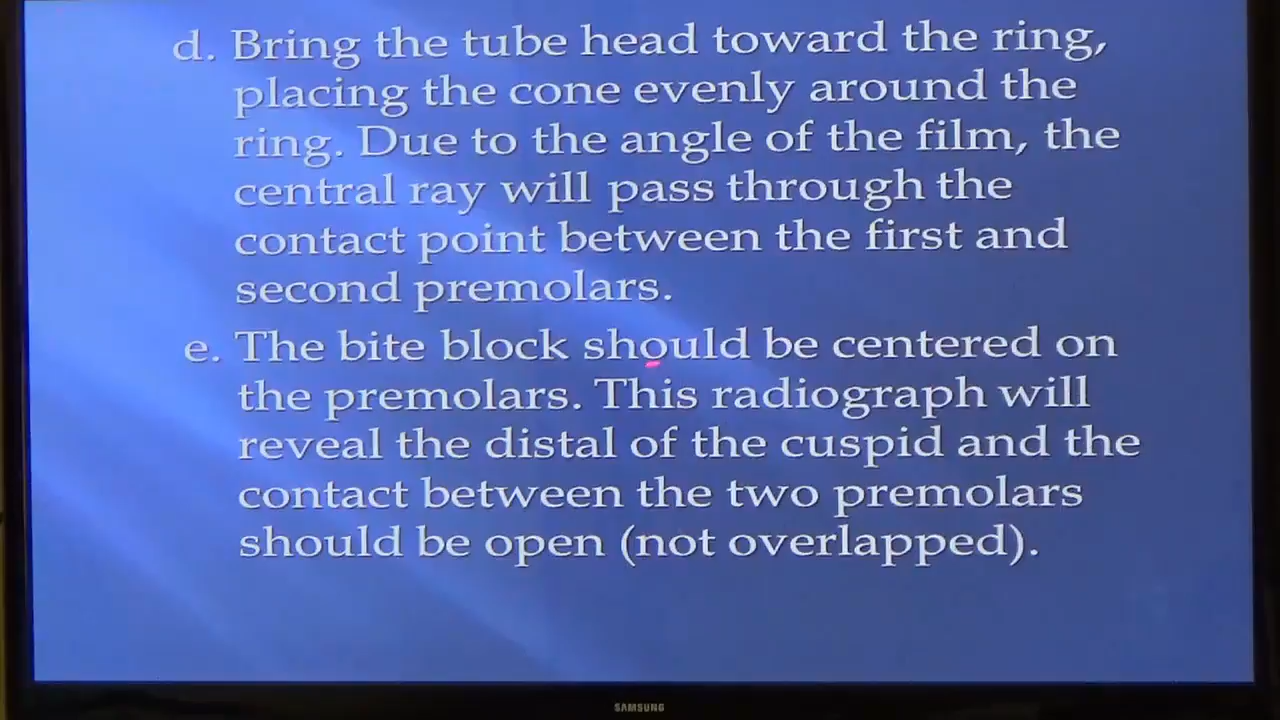 d. Bring the tube head toward the ring,
placing the cone evenly around the
ring. Due to the angle of the film, the
central ray will pass through the
contact point between the first and
second premolars.
e. The bite block should be centered on
the premolars. This radiograph will
reveal the distal of the cuspid and the
contact between the two premolars
should be open (not overlapped).
SAMSUNG